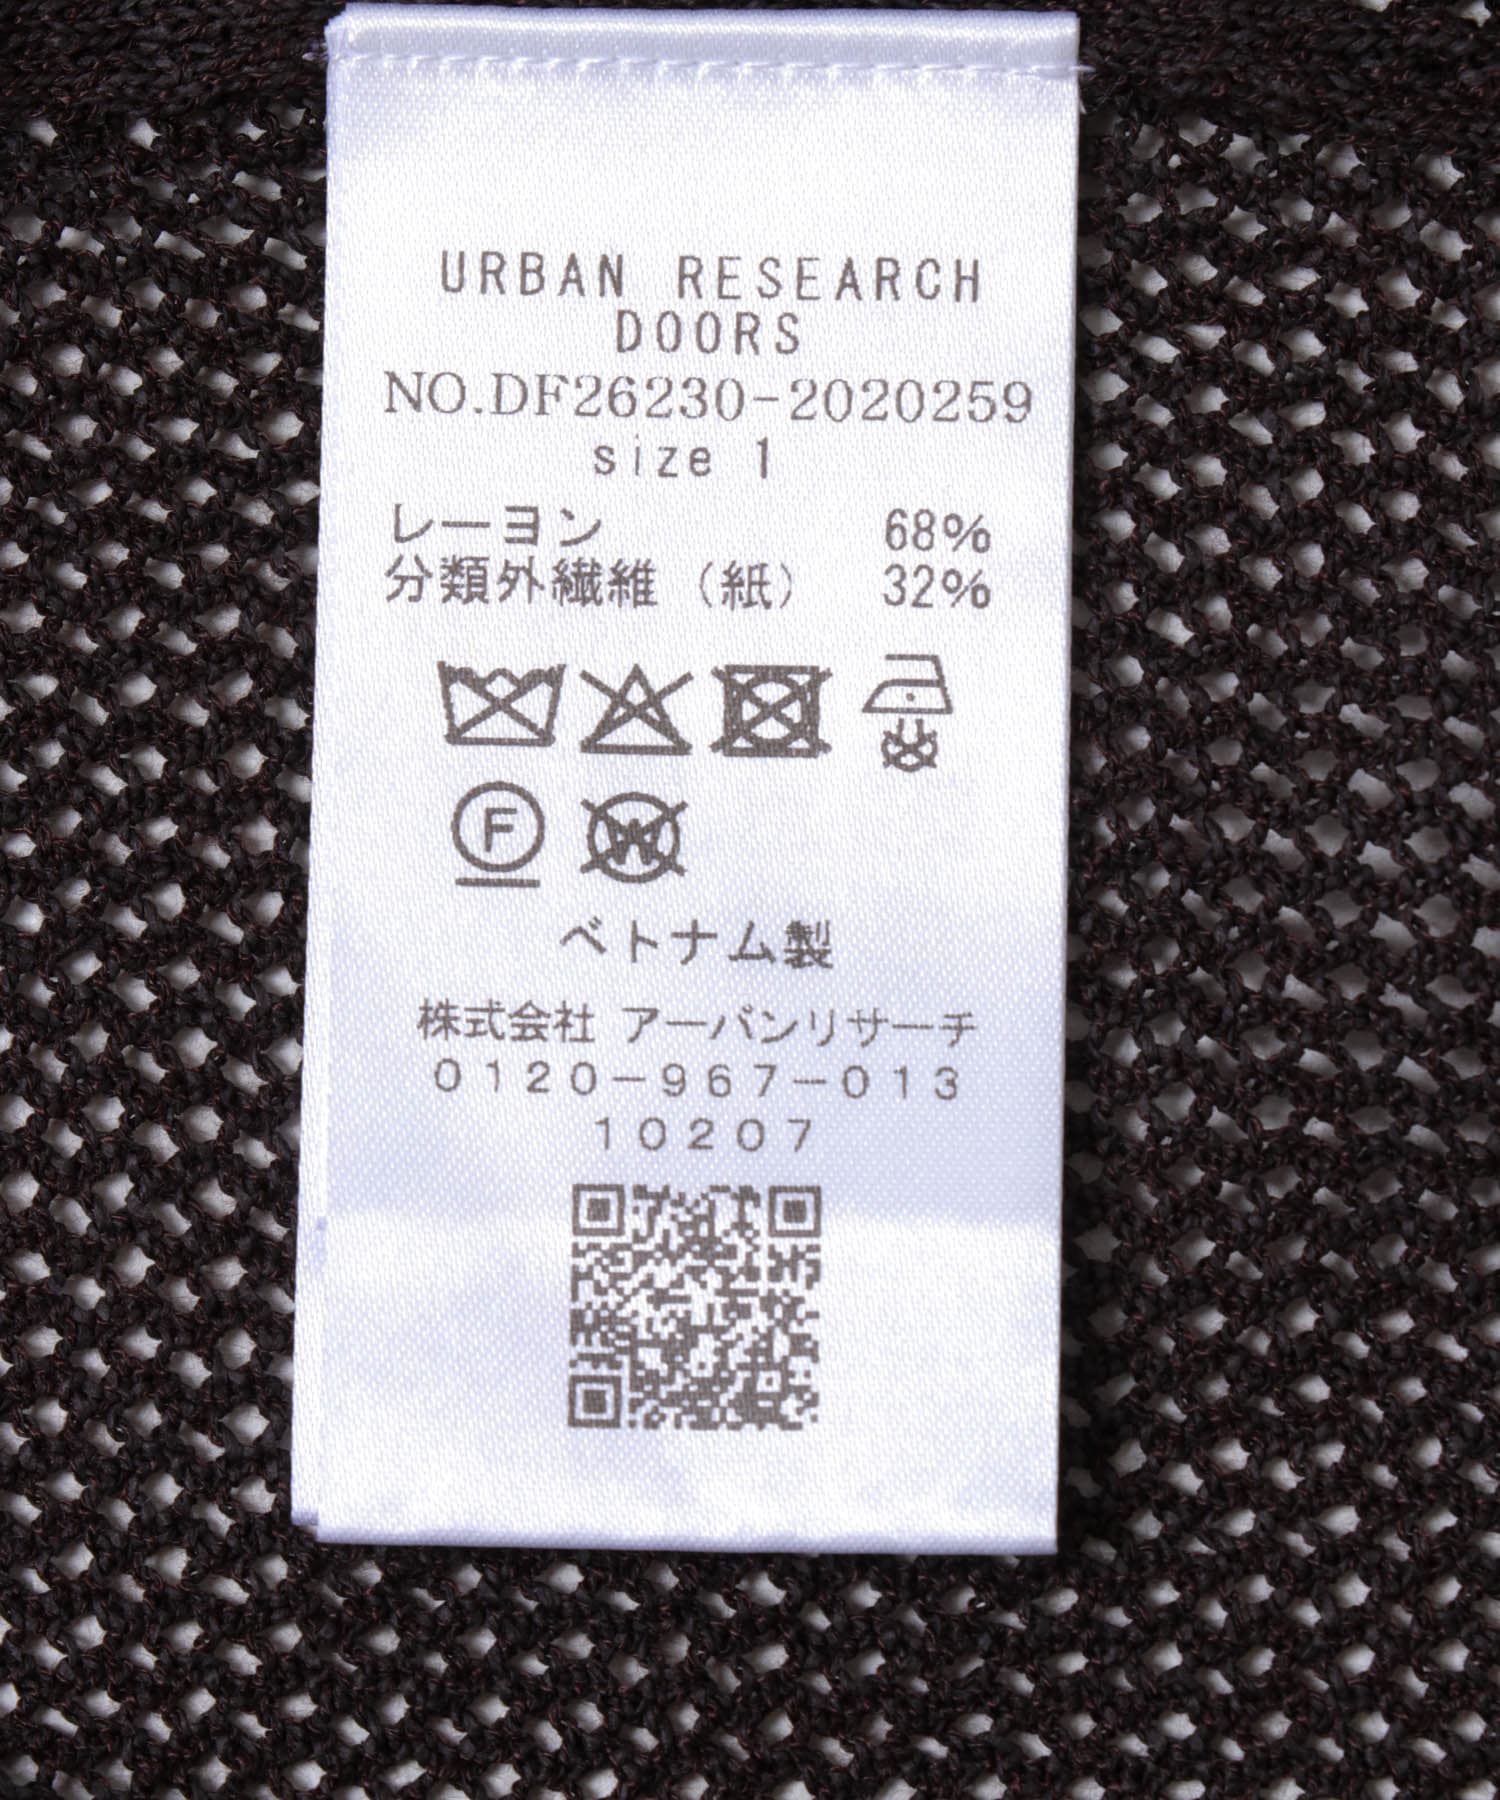 URBAN RESEARCH
DOORS
NO.DF26230-2020259
size 1
レーヨン 68%
分類外繊維（紙） 32%
F W
ベトナム製
株式会社 アーバンリサーチ
0120-967-013
10207